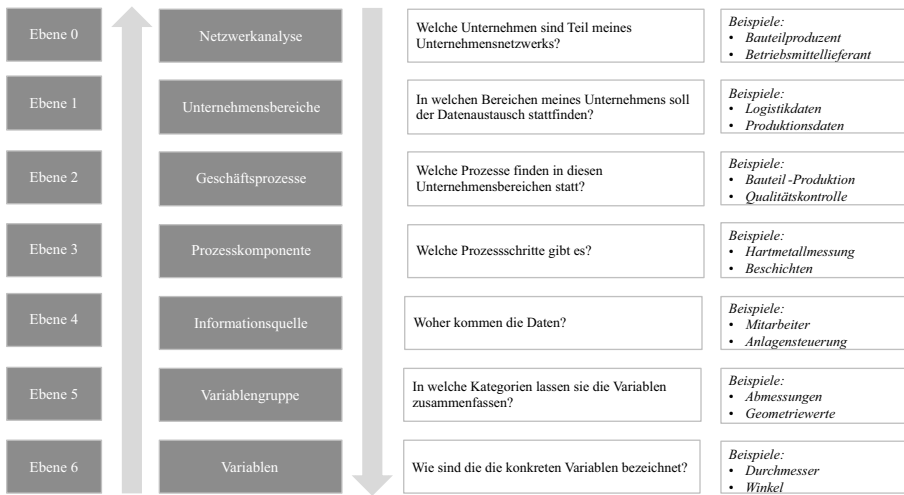 Ebene 0
Netzwerkanalyse
Welche Unternehmen sind Teil meines
Unternehmensnetzwerks?
Beispiele:
• Bauteilproduzent
• Betriebsmittellieferant
Ebene 1
Unternehmensbereiche
In welchen Bereichen meines Unternehmens soll
der Datenaustausch stattfinden?
Beispiele:
• Logistikdaten
• Produktionsdaten
Ebene 2
Geschäftsprozesse
Welche Prozesse finden in diesen
Unternehmensbereichen statt?
Beispiele:
• Bauteil-Produktion
• Qualitätskontrolle
Ebene 3
Prozesskomponente
Welche Prozessschritte gibt es?
Beispiele:
• Hartmetallmessung
• Beschichten
Ebene 4
Informationsquelle
Woher kommen die Daten?
Beispiele:
• Mitarbeiter
• Anlagensteuerung
Ebene 5
Variablengruppe
In welche Kategorien lassen sie die Variablen
zusammenfassen?
Beispiele:
• Abmessungen
• Geometriewerte
Ebene 6
Variablen
Wie sind die die konkreten Variablen bezeichnet?
Beispiele:
• Durchmesser
• Winkel